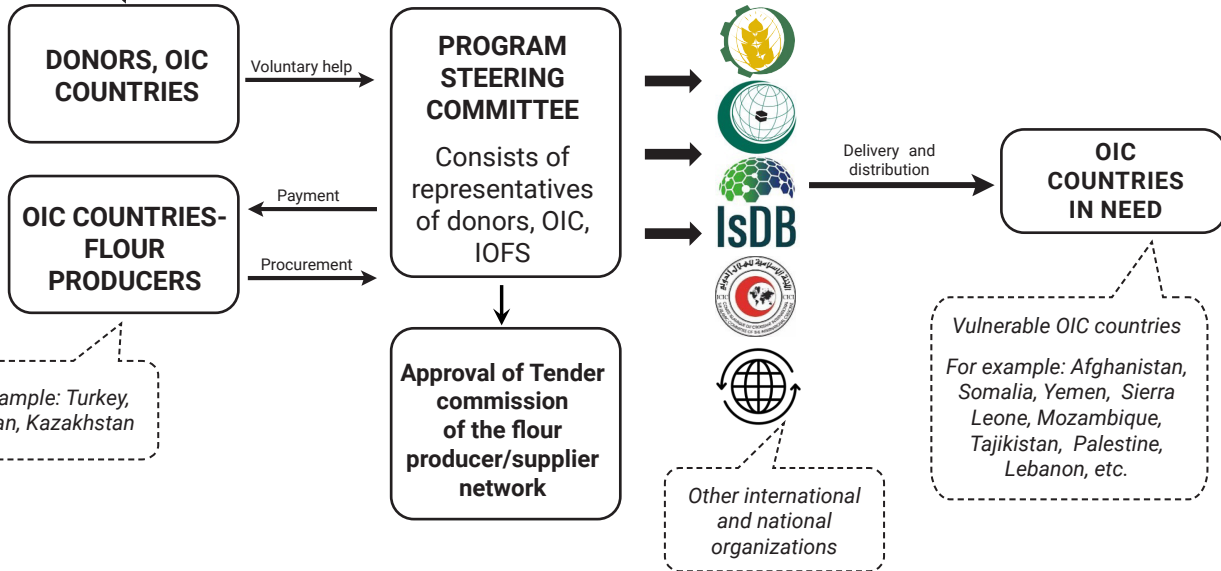 DONORS, OIC
COUNTRIES
Voluntary help
PROGRAM
STEERING
COMMITTEE
Consists of
representatives
of donors, OIC,
IOFS
OIC COUNTRIES-
FLOUR
PRODUCERS
Payment
Procurement
ample: Turkey,
an, Kazakhstan
Approval of Tender
commission
of the flour
producer/supplier
network
IsDB
ICIC
ICIC
Other international
and national
organizations
Delivery and
distribution
OIC
COUNTRIES
IN NEED
Vulnerable OIC countries
For example: Afghanistan,
Somalia, Yemen, Sierra
Leone, Mozambique,
Tajikistan, Palestine,
Lebanon, etc.